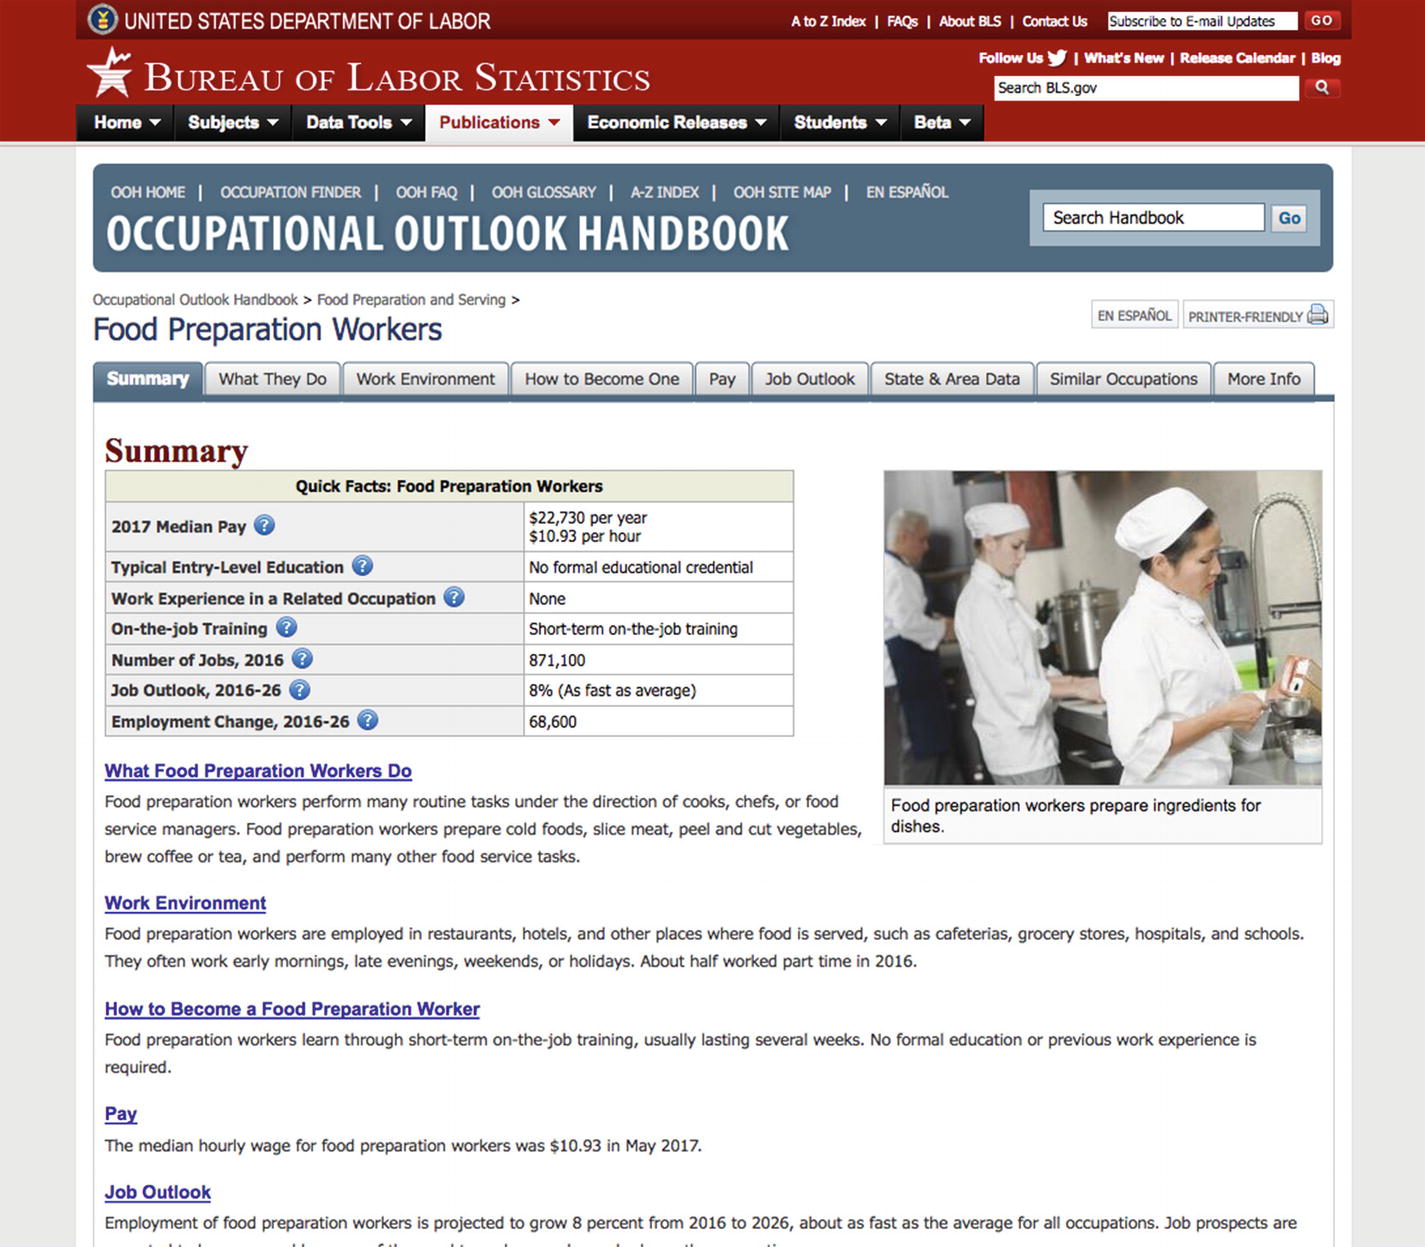 UNITED STATES DEPARTMENT OF LABOR
A to Z Index | FAQs | About BLS | Contact Us
Subscribe to E-mail Updates GO
BUREAU OF LABOR STATISTICS
Follow Us | What's New | Release Calendar | Blog
Search BLS.gov
Home Subjects Data Tools Publications Economic Releases Students Beta
OOH HOME | OCCUPATION FINDER | OOH FAQ | OOH GLOSSARY | A-Z INDEX | OOH SITE MAP | EN ESPAÑOL
OCCUPATIONAL OUTLOOK HANDBOOK
Search Handbook Go
Occupational Outlook Handbook > Food Preparation and Serving >
Food Preparation Workers
EN ESPAÑOL PRINTER-FRIENDLY
Summary What They Do Work Environment How to Become One Pay Job Outlook State & Area Data Similar Occupations More Info
Summary
Quick Facts: Food Preparation Workers
2017 Median Pay ? $22,730 per year
$10.93 per hour
Typical Entry-Level Education ? No formal educational credential
Work Experience in a Related Occupation ? None
On-the-job Training ? Short-term on-the-job training
Number of Jobs, 2016 ? 871,100
Job Outlook, 2016-26 ? 8% (As fast as average)
Employment Change, 2016-26 ? 68,600
Food preparation workers prepare ingredients for
dishes.
What Food Preparation Workers Do
Food preparation workers perform many routine tasks under the direction of cooks, chefs, or food
service managers. Food preparation workers prepare cold foods, slice meat, peel and cut vegetables,
brew coffee or tea, and perform many other food service tasks.
Work Environment
Food preparation workers are employed in restaurants, hotels, and other places where food is served, such as cafeterias, grocery stores, hospitals, and schools.
They often work early mornings, late evenings, weekends, or holidays. About half worked part time in 2016.
How to Become a Food Preparation Worker
Food preparation workers learn through short-term on-the-job training, usually lasting several weeks. No formal education or previous work experience is
required.
Pay
The median hourly wage for food preparation workers was $10.93 in May 2017.
Job Outlook
Employment of food preparation workers is projected to grow 8 percent from 2016 to 2026, about as fast as the average for all occupations. Job prospects are